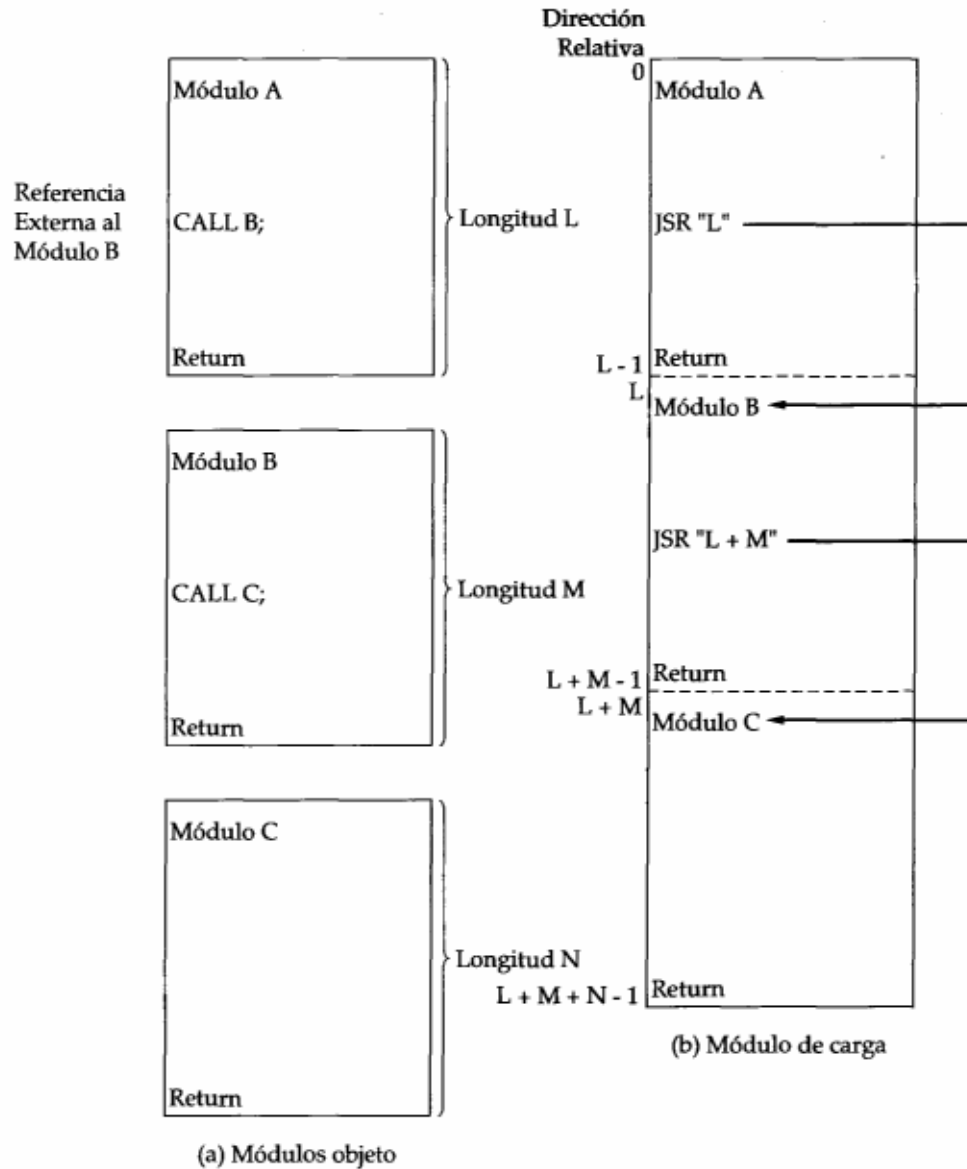 Módulo A
Referencia
Externa al
Módulo B
CALL B;
Longitud L
Return
Módulo B
CALL C;
Longitud M
Return
Módulo C
Longitud N
Return
(a) Módulos objeto
Dirección
Relativa
0
Módulo A
JSR "L"
Return
L - 1
L
Módulo B
JSR "L + M"
Return
L + M - 1
L + M
Módulo C
L + M + N - 1
Return
(b) Módulo de carga